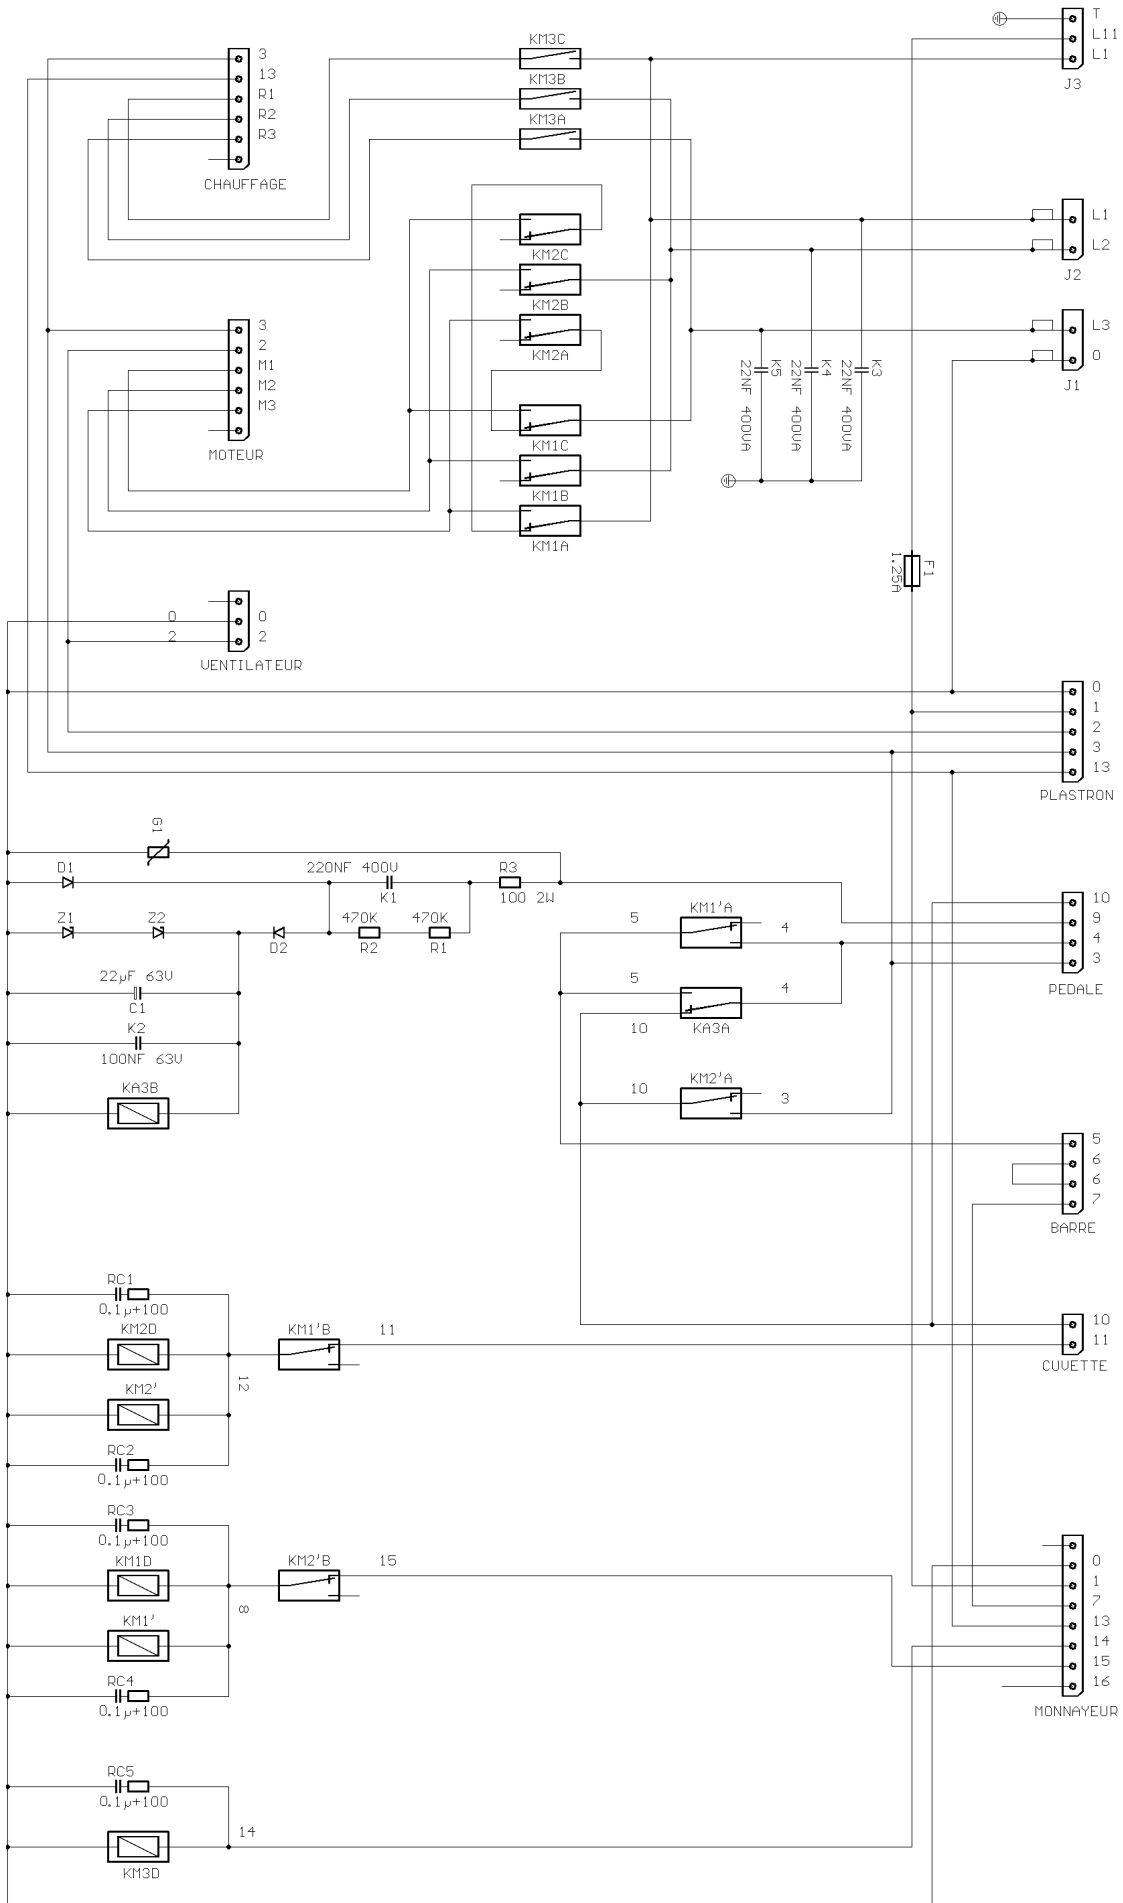 T
L11
L1
J3
KM3C
KM3B
KM3A
3
13
R1
R2
R3
CHAUFFAGE
KM2C
KM2B
KM2A
KM1C
KM1B
KM1A
L1
L2
J2
L3
0
J1
3
2
M1
M2
M3
MOTEUR
K5
22NF 400VA
K4
22NF 400VA
K3
22NF 400VA
F1
1.25A
0
2
0
2
VENTILATEUR
0
1
2
3
13
PLASTRON
G1
D1
220NF 400V
K1
R3
100 2W
Z1
Z2
D2
470K
R2
470K
R1
22µF 63V
C1
K2
100NF 63V
KA3B
5
KM1'A
4
5
4
10
KA3A
10
KM2'A
3
10
9
4
3
PEDALE
5
6
6
7
BARRE
RC1
0.1µ+100
KM2D
KM1'B
11
12
KM2'
RC2
0.1µ+100
10
11
CUVETTE
RC3
0.1µ+100
KM1D
KM2'B
15
8
KM1'
RC4
0.1µ+100
0
1
7
13
14
15
16
MONNAYEUR
RC5
0.1µ+100
14
KM3D